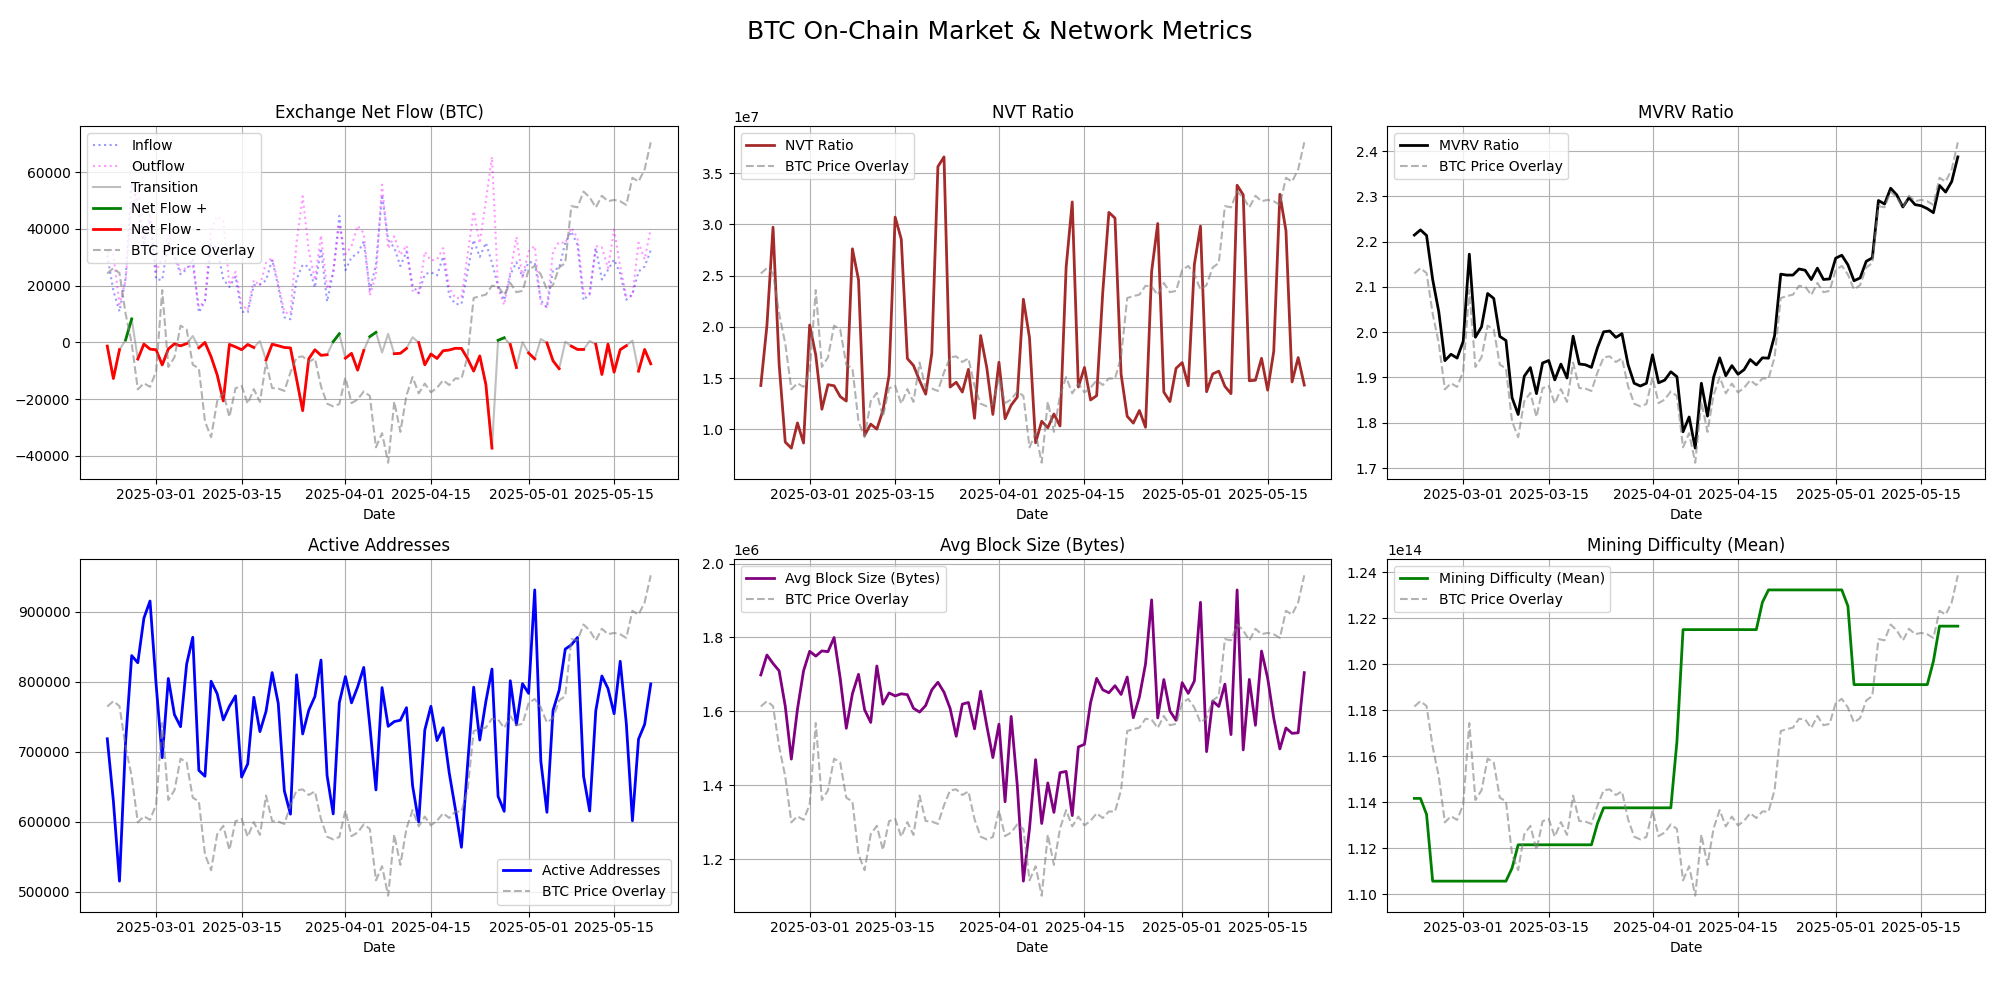 BTC On-Chain Market & Network Metrics
Exchange Net Flow (BTC)
Inflow
Outflow
Transition
Net Flow +
Net Flow -
BTC Price Overlay
60000
40000
20000
0
−20000
−40000
2025-03-01 2025-03-15 2025-04-01 2025-04-15 2025-05-01 2025-05-15
Date
NVT Ratio
1e7
NVT Ratio
BTC Price Overlay
3.5
3.0
2.5
2.0
1.5
1.0
2025-03-01 2025-03-15 2025-04-01 2025-04-15 2025-05-01 2025-05-15
Date
MVRV Ratio
MVRV Ratio
BTC Price Overlay
2.4
2.3
2.2
2.1
2.0
1.9
1.8
1.7
2025-03-01 2025-03-15 2025-04-01 2025-04-15 2025-05-01 2025-05-15
Date
Active Addresses
900000
800000
700000
600000
500000
Active Addresses
BTC Price Overlay
2025-03-01 2025-03-15 2025-04-01 2025-04-15 2025-05-01 2025-05-15
Date
Avg Block Size (Bytes)
1e6
Avg Block Size (Bytes)
BTC Price Overlay
2.0
1.8
1.6
1.4
1.2
2025-03-01 2025-03-15 2025-04-01 2025-04-15 2025-05-01 2025-05-15
Date
Mining Difficulty (Mean)
1e14
Mining Difficulty (Mean)
BTC Price Overlay
1.24
1.22
1.20
1.18
1.16
1.14
1.12
1.10
2025-03-01 2025-03-15 2025-04-01 2025-04-15 2025-05-01 2025-05-15
Date